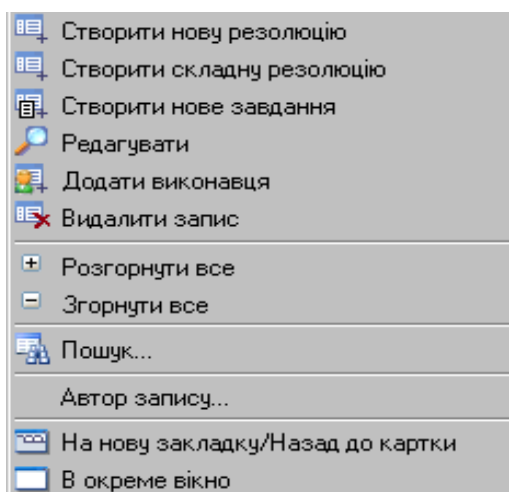 Створити нову резолюцію
Створити складну резолюцію
Створити нове завдання
Редагувати
Додати виконавця
Видалити запис
Розгорнути все
Згорнути все
Пошук...
Автор запису...
На нову закладку/Назад до картки
В окреме вікно